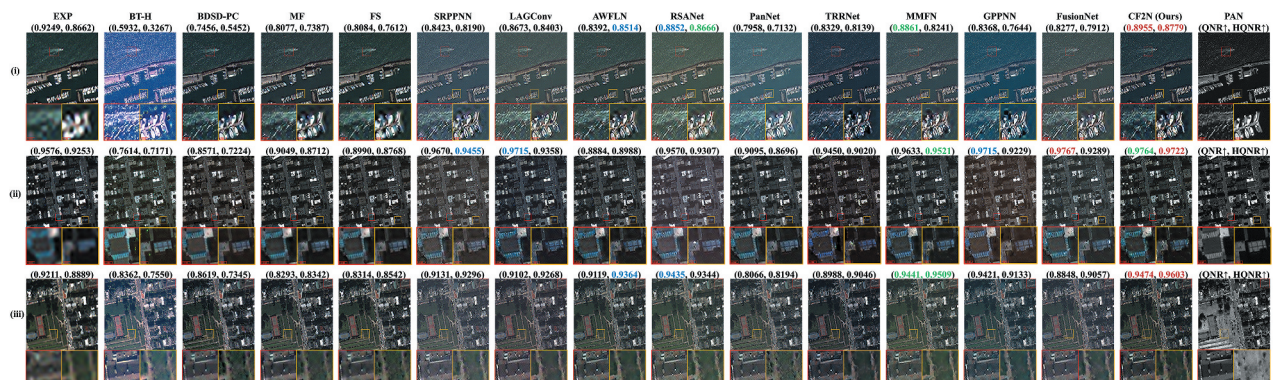 EXP BT-H BDSD-PC MF FS SRPPNN LAGConv AWFLN RSANet PanNet TRRNet MMFN GPPNN FusionNet CF2N (Ours) PAN
(0.9249, 0.8662) (0.5932, 0.3267) (0.7456, 0.5452) (0.8077, 0.7387) (0.8084, 0.7612) (0.8423, 0.8190) (0.8673, 0.8403) (0.8392, 0.8514) (0.8852, 0.8666) (0.7958, 0.7132) (0.8329, 0.8139) (0.8861, 0.8241) (0.8368, 0.7644) (0.8277, 0.7912) (0.8955, 0.8779) (QNR↑, HQNR↑)
(i)
(0.9576, 0.9253) (0.7614, 0.7171) (0.8571, 0.7224) (0.9049, 0.8712) (0.8990, 0.8768) (0.9670, 0.9455) (0.9715, 0.9358) (0.8884, 0.8988) (0.9570, 0.9307) (0.9095, 0.8696) (0.9450, 0.9020) (0.9633, 0.9521) (0.9715, 0.9229) (0.9767, 0.9289) (0.9764, 0.9722) (QNR↑, HQNR↑)
(ii)
(0.9211, 0.8889) (0.8362, 0.7550) (0.8619, 0.7345) (0.8293, 0.8342) (0.8314, 0.8542) (0.9131, 0.9296) (0.9102, 0.9268) (0.9119, 0.9364) (0.9435, 0.9344) (0.8066, 0.8194) (0.8988, 0.9046) (0.9441, 0.9509) (0.9421, 0.9133) (0.8848, 0.9057) (0.9474, 0.9603) (QNR↑, HQNR↑)
(iii)